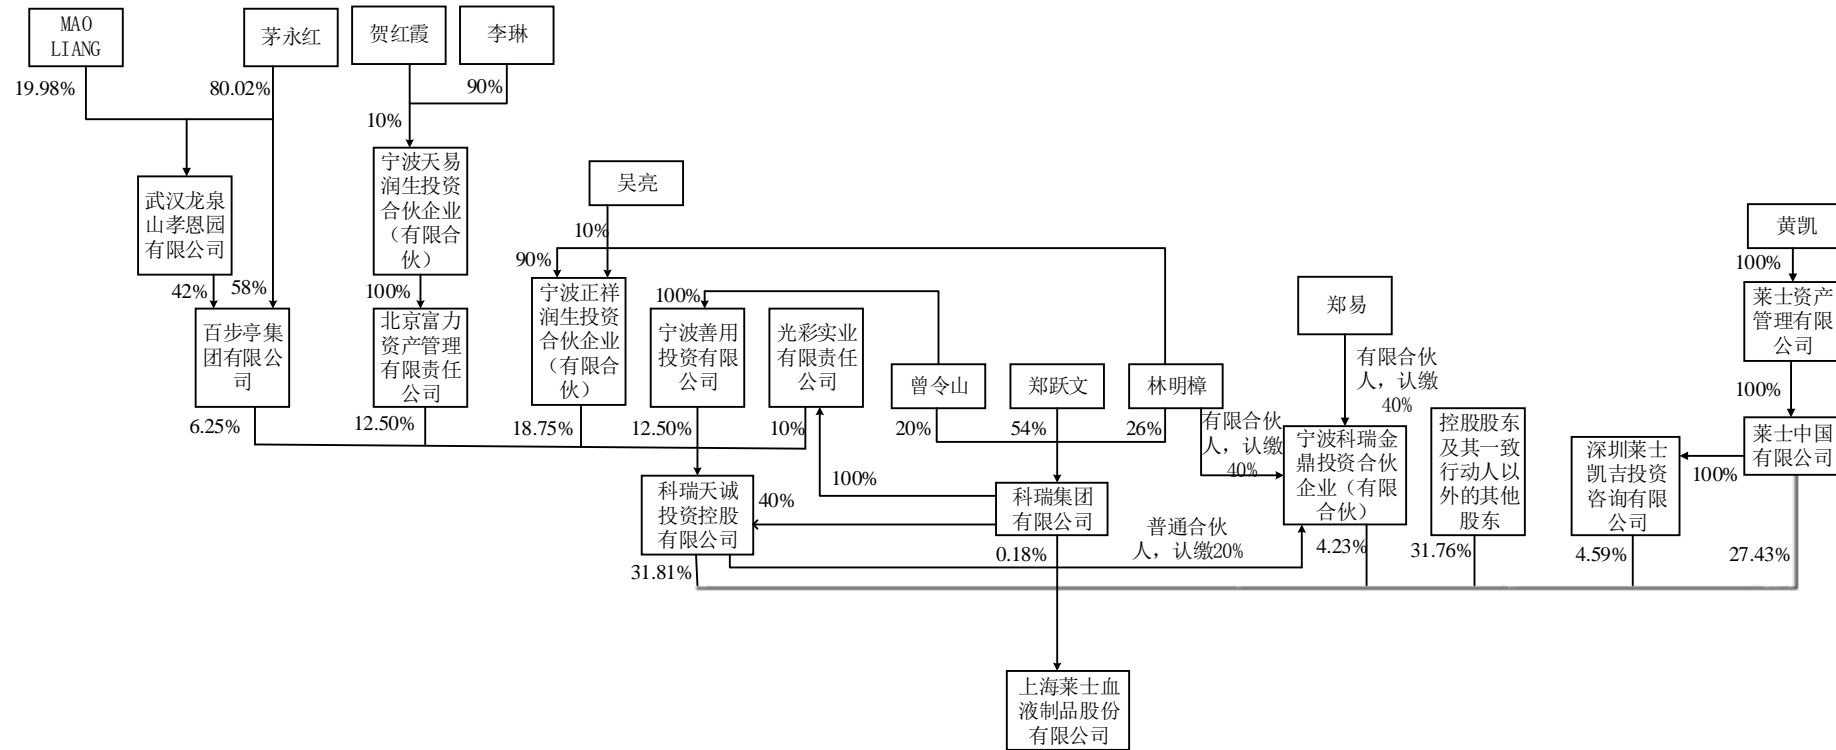 MAO
LIANG
茅永红
贺红霞
李琳
19.98%
80.02%
90%
10%
宁波天易
润生投资
合伙企业
（有限合
伙）
吴亮
武汉龙泉
山孝恩园
有限公司
黄凯
10%
90%
100%
42%
58%
100%
宁波正祥
润生投资
合伙企业
（有限合
伙）
100%
郑易
莱士资产
管理有限
公司
百步亭集
团有限公
司
北京富力
资产管理
有限责任
公司
宁波善用
投资有限
公司
光彩实业
有限责任
公司
有限合伙
人，认缴
40%
曾令山
郑跃文
林明樟
100%
6.25%
12.50%
18.75%
12.50%
10%
20%
54%
26%
有限合伙
人，认缴
40%
宁波科瑞金
鼎投资合伙
企业（有限
合伙）
控股股东
及其一致
行动人以
外的其他
股东
深圳莱士
凯吉投资
咨询有限
公司
莱士中国
有限公司
100%
科瑞天诚
投资控股
有限公司
40%
100%
科瑞集团
有限公司
普通合伙
人，认缴20%
31.81%
0.18%
4.23%
31.76%
4.59%
27.43%
上海莱士血
液制品股份
有限公司